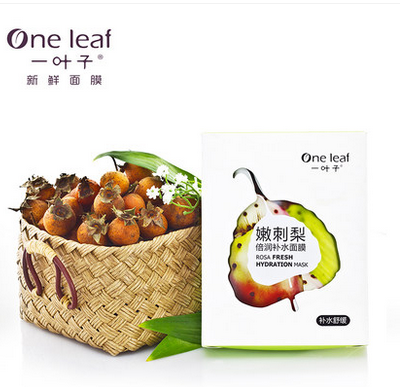 One leaf
一叶子®
新鲜面膜
One leaf
一叶子®
嫩刺梨
倍润补水面膜
ROSA FRESH
HYDRATION MASK
补水舒缓